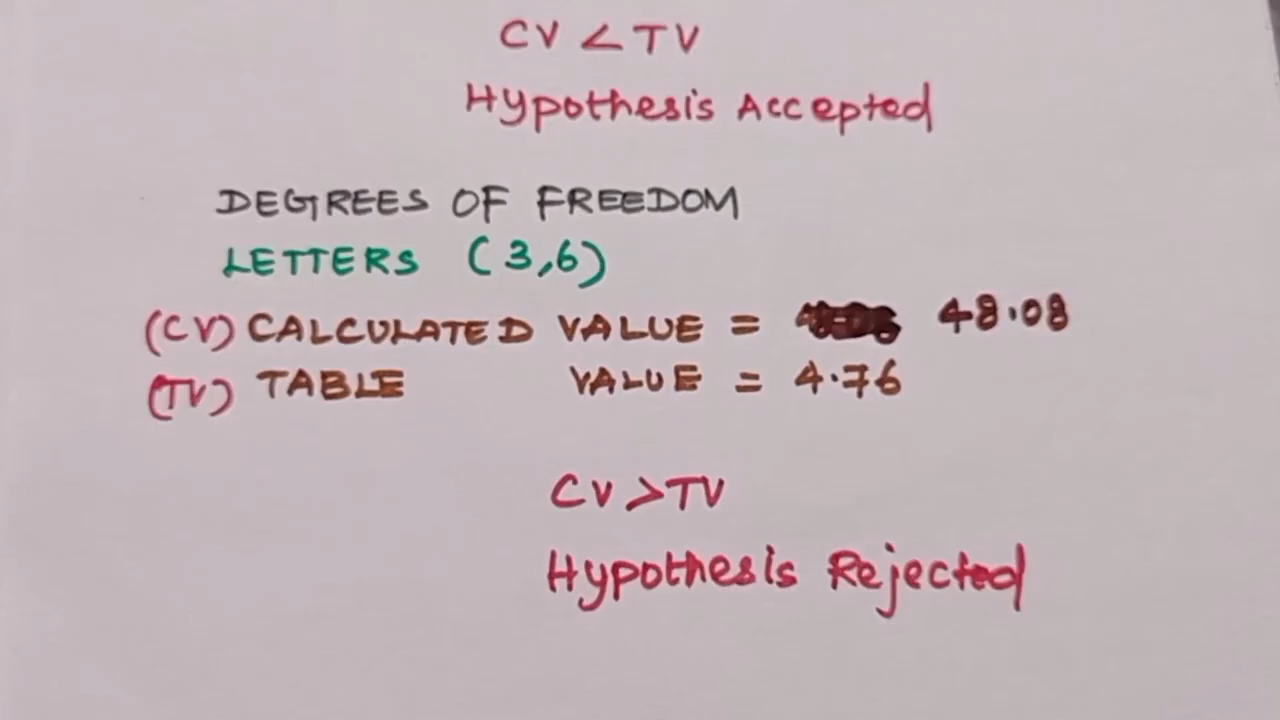 CV < TV
Hypothesis Accepted
DEGREES OF FREEDOM
LETTERS (3,6)
(CV) CALCULATED VALUE = 48.08
(TV) TABLE VALUE = 4.76
CV > TV
Hypothesis Rejected